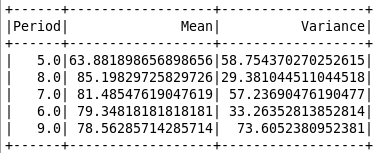 +------+-----------------+------------------+
|Period|             Mean|          Variance|
+------+-----------------+------------------+
|   5.0|63.881898656898656|58.754370270252615|
|   8.0| 85.19829725829726|29.381044511044518|
|   7.0| 81.48547619047619| 57.23690476190477|
|   6.0| 79.34818181818181| 33.26352813852814|
|   9.0| 78.56285714285714|  73.6052380952381|
+------+-----------------+------------------+